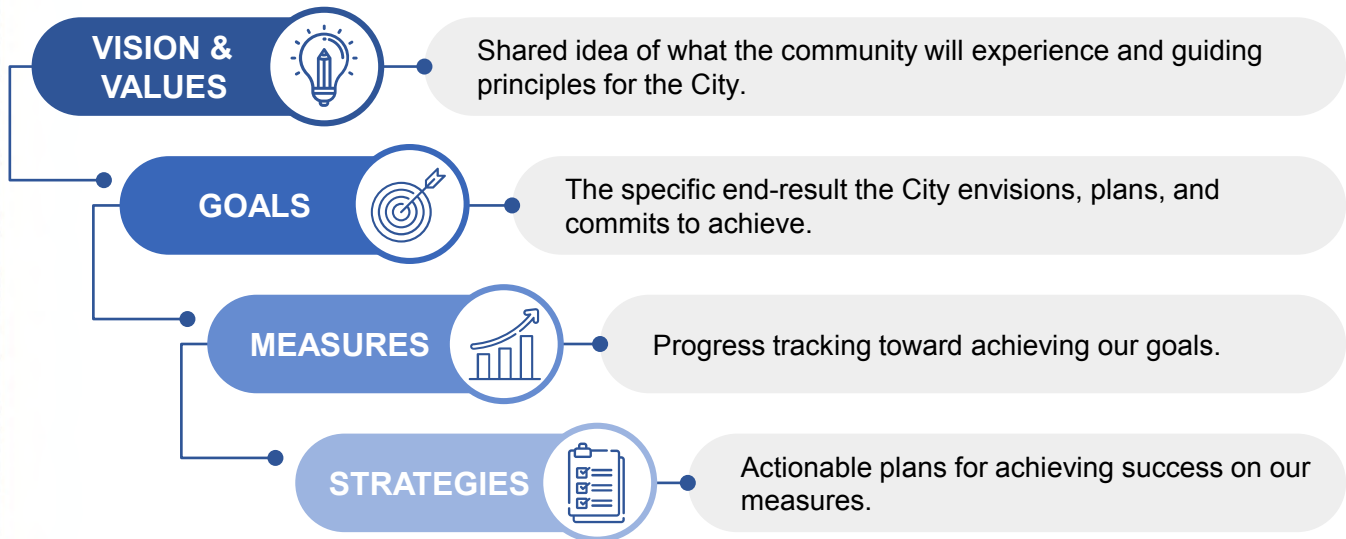 VISION &
VALUES
Shared idea of what the community will experience and guiding
principles for the City.
GOALS
The specific end-result the City envisions, plans, and
commits to achieve.
MEASURES
Progress tracking toward achieving our goals.
STRATEGIES
Actionable plans for achieving success on our
measures.